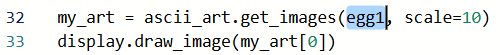 32 my_art = ascii_art.get_images(egg1, scale=10)
33 display.draw_image(my_art[0])